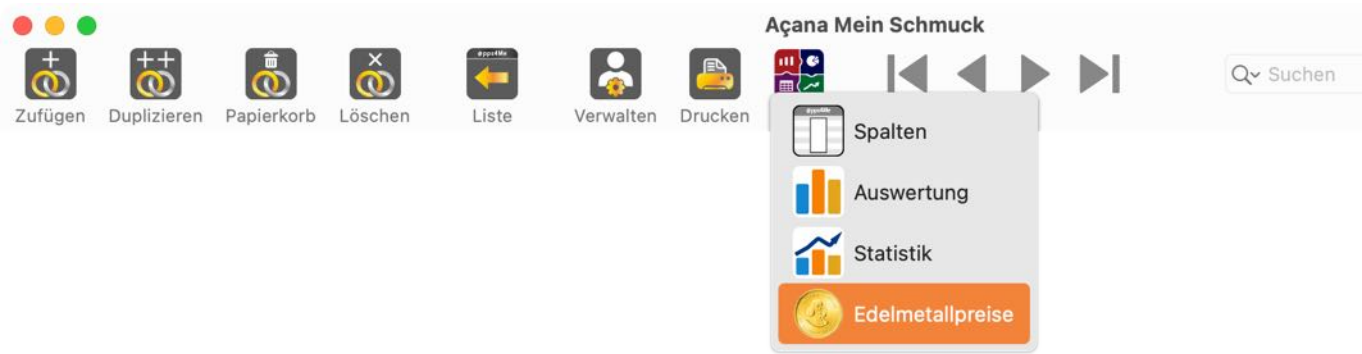 Açana Mein Schmuck
Zufügen Duplizieren Papierkorb Löschen Liste Verwalten Drucken
Suchen
Spalten
Auswertung
Statistik
Edelmetallpreise